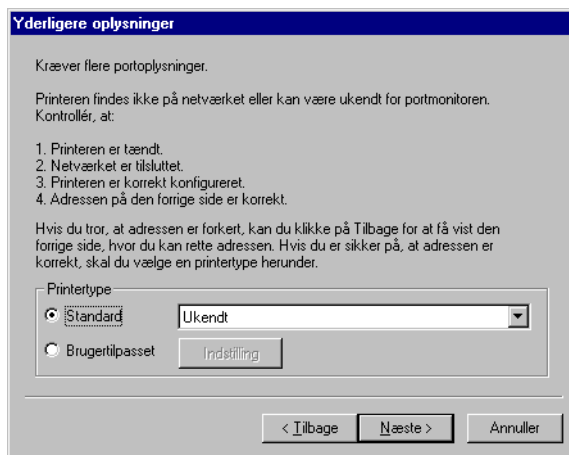 Yderligere oplysninger
Kræver flere portoplysninger.
Printeren findes ikke på netværket eller kan være ukendt for portmonitoren.
Kontrollér, at:
1. Printeren er tændt.
2. Netværket er tilsluttet.
3. Printeren er korrekt konfigureret.
4. Adressen på den forrige side er korrekt.
Hvis du tror, at adressen er forkert, kan du klikke på Tilbage for at få vist den
forrige side, hvor du kan rette adressen. Hvis du er sikker på, at adressen er
korrekt, skal du vælge en printertype herunder.
Printertype
Standard Ukendt
Brugertilpasset Indstilling
< Tilbage Næste > Annuller